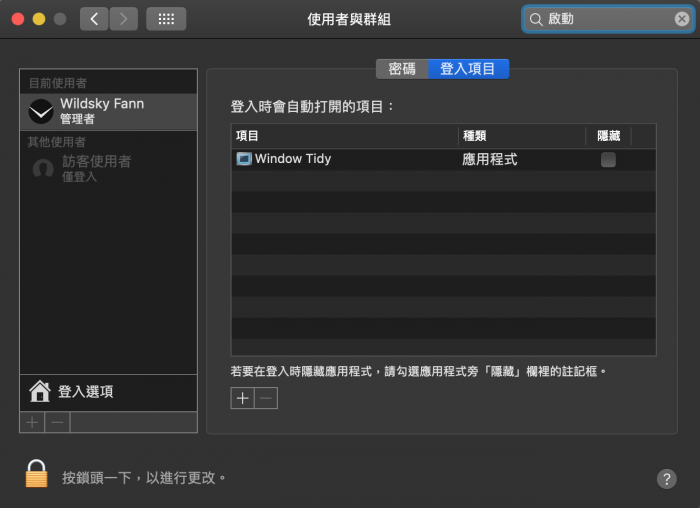 使用者與群組
啟動
目前使用者
Wildsky Fann
管理者
其他使用者
訪客使用者
僅登入
登入選項
密碼
登入項目
登入時會自動打開的項目：
項目 種類 隱藏
Window Tidy 應用程式
若要在登入時隱藏應用程式，請勾選應用程式旁「隱藏」欄裡的註記框。
按鎖頭一下，以進行更改。
?